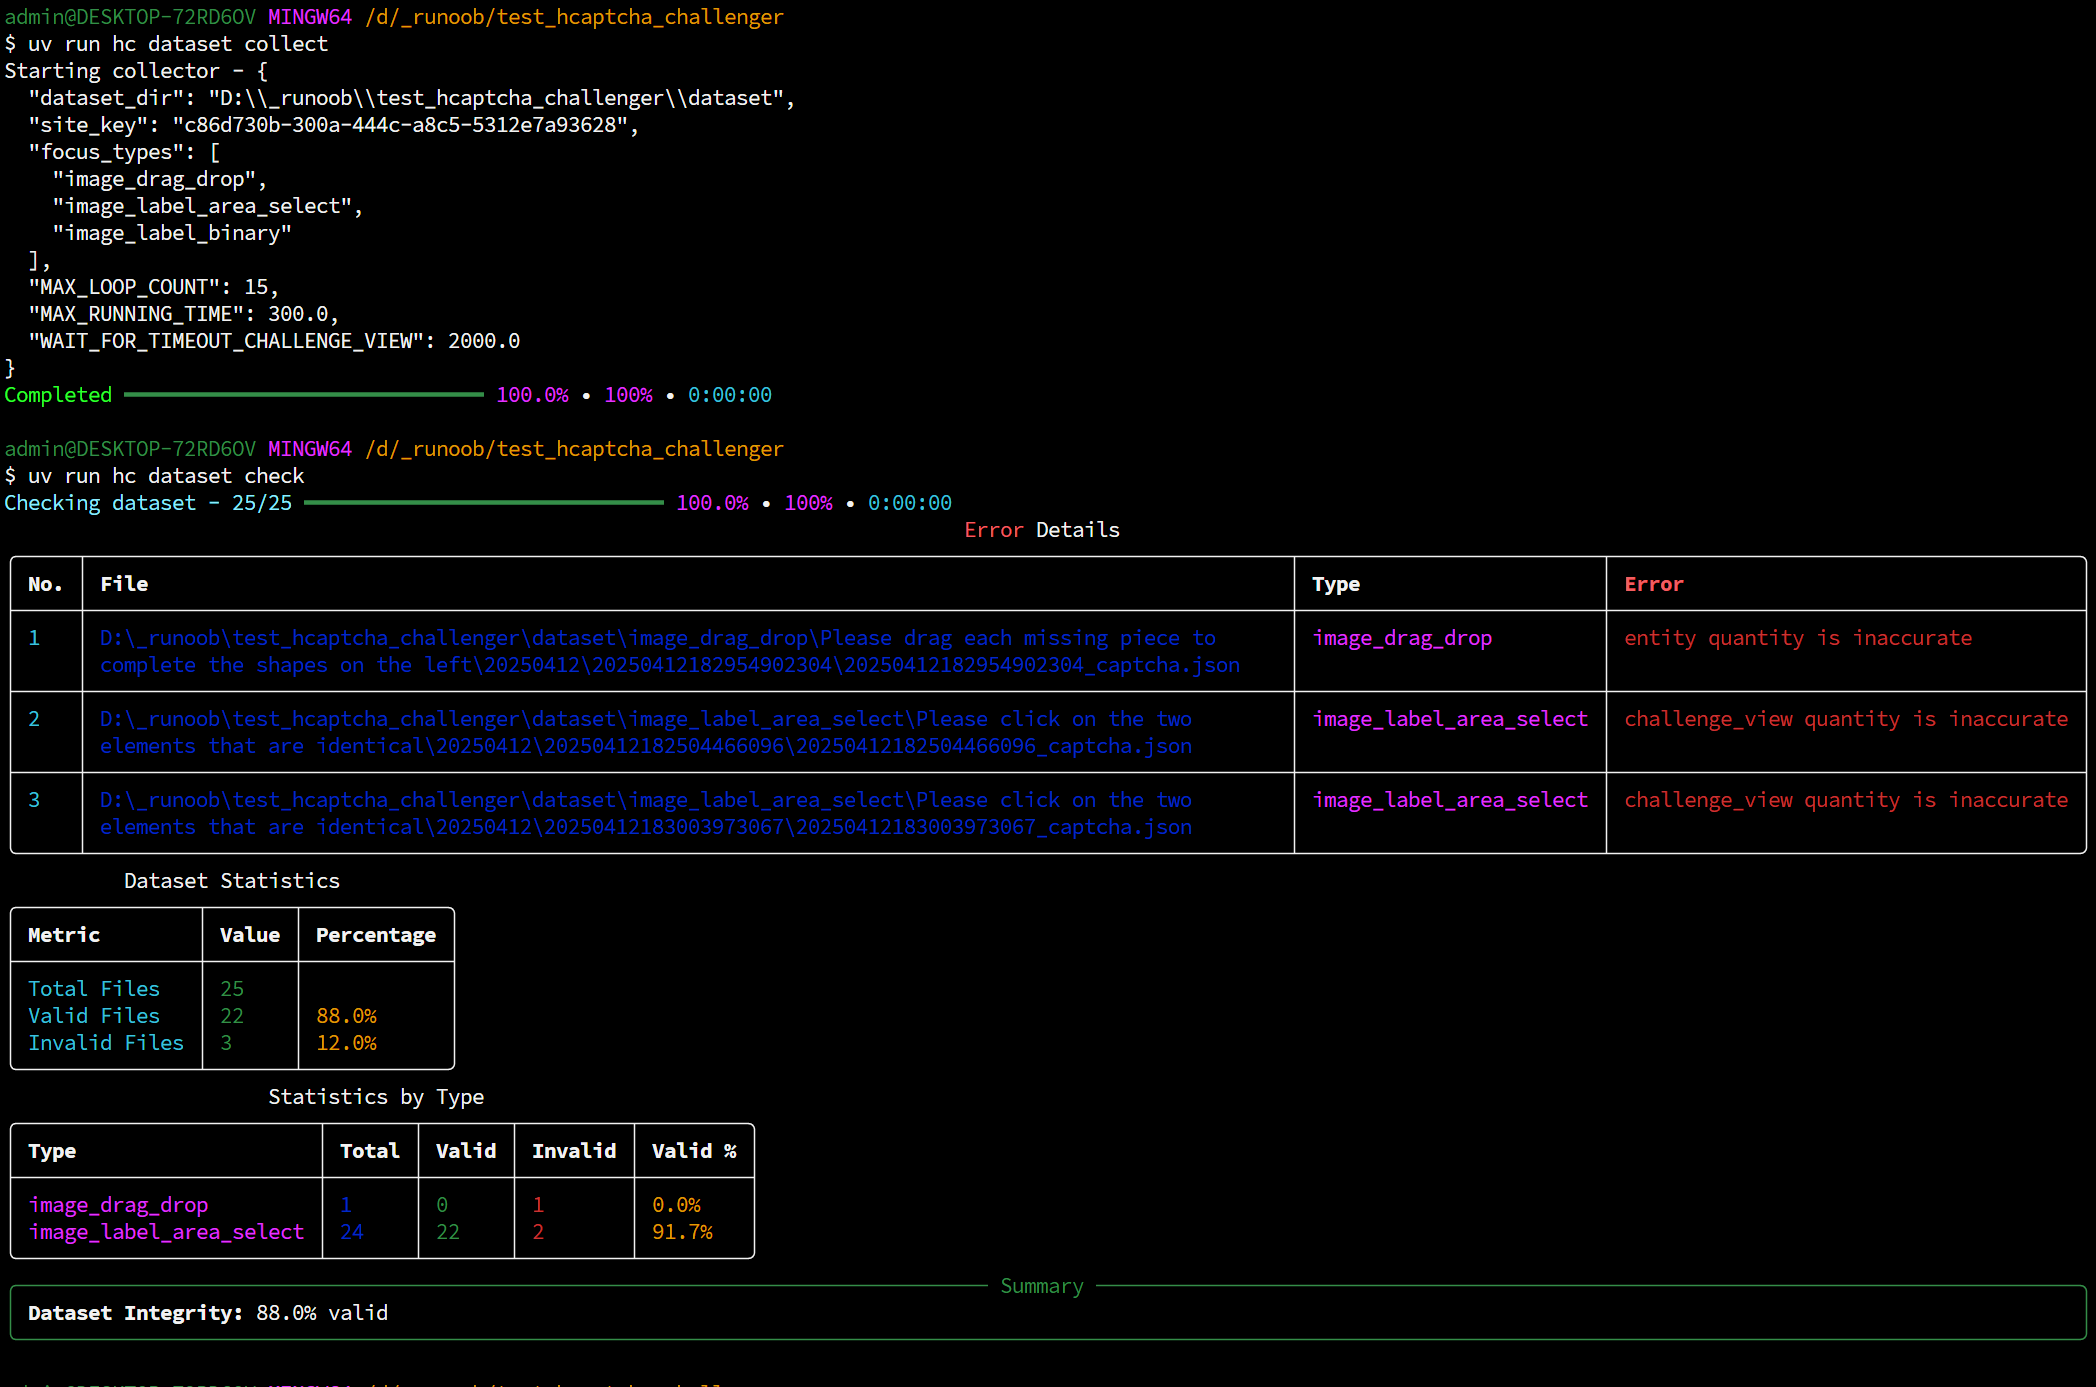 admin@DESKTOP-72RD6OV MINGW64 /d/_runoob/test_hcaptcha_challenger
$ uv run hc dataset collect
Starting collector - {
  "dataset_dir": "D:\\_runoob\\test_hcaptcha_challenger\\dataset",
  "site_key": "c86d730b-300a-444c-a8c5-5312e7a93628",
  "focus_types": [
    "image_drag_drop",
    "image_label_area_select",
    "image_label_binary"
  ],
  "MAX_LOOP_COUNT": 15,
  "MAX_RUNNING_TIME": 300.0,
  "WAIT_FOR_TIMEOUT_CHALLENGE_VIEW": 2000.0
}
Completed 100.0% • 100% • 0:00:00
admin@DESKTOP-72RD6OV MINGW64 /d/_runoob/test_hcaptcha_challenger
$ uv run hc dataset check
Checking dataset - 25/25 100.0% • 100% • 0:00:00
Error Details
No. File Type Error
1 D:\_runoob\test_hcaptcha_challenger\dataset\image_drag_drop\Please drag each missing piece to image_drag_drop entity quantity is inaccurate
complete the shapes on the left\20250412\20250412182954902304\20250412182954902304_captcha.json
2 D:\_runoob\test_hcaptcha_challenger\dataset\image_label_area_select\Please click on the two image_label_area_select challenge_view quantity is inaccurate
elements that are identical\20250412\20250412182504466096\20250412182504466096_captcha.json
3 D:\_runoob\test_hcaptcha_challenger\dataset\image_label_area_select\Please click on the two image_label_area_select challenge_view quantity is inaccurate
elements that are identical\20250412\20250412183003973067\20250412183003973067_captcha.json
Dataset Statistics
Metric Value Percentage
Total Files 25
Valid Files 22 88.0%
Invalid Files 3 12.0%
Statistics by Type
Type Total Valid Invalid Valid %
image_drag_drop 1 0 1 0.0%
image_label_area_select 24 22 2 91.7%
Summary
Dataset Integrity: 88.0% valid